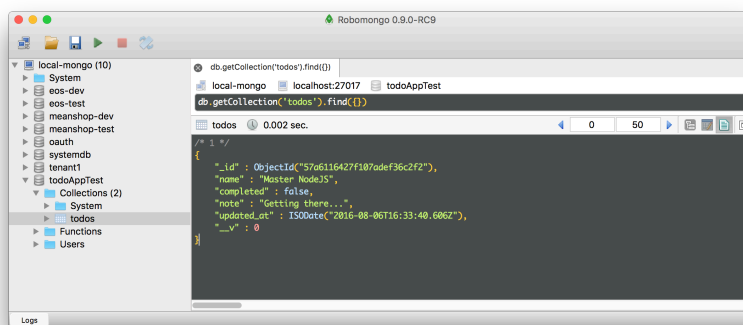 Robomongo 0.9.0-RC9
local-mongo (10)
System
eos-dev
eos-test
meanshop-dev
meanshop-test
oauth
systemdb
tenant1
todoAppTest
Collections (2)
System
todos
Functions
Users
db.getCollection('todos').find({})
local-mongo localhost:27017 todoAppTest
db.getCollection('todos').find({})
todos 0.002 sec. 0 50
/* 1 */
{
"_id" : ObjectId("57a6116427f107adef36c2f2"),
"name" : "Master NodeJS",
"completed" : false,
"note" : "Getting there...",
"updated_at" : ISODate("2016-08-06T16:33:40.606Z"),
"__v" : 0
}
Logs